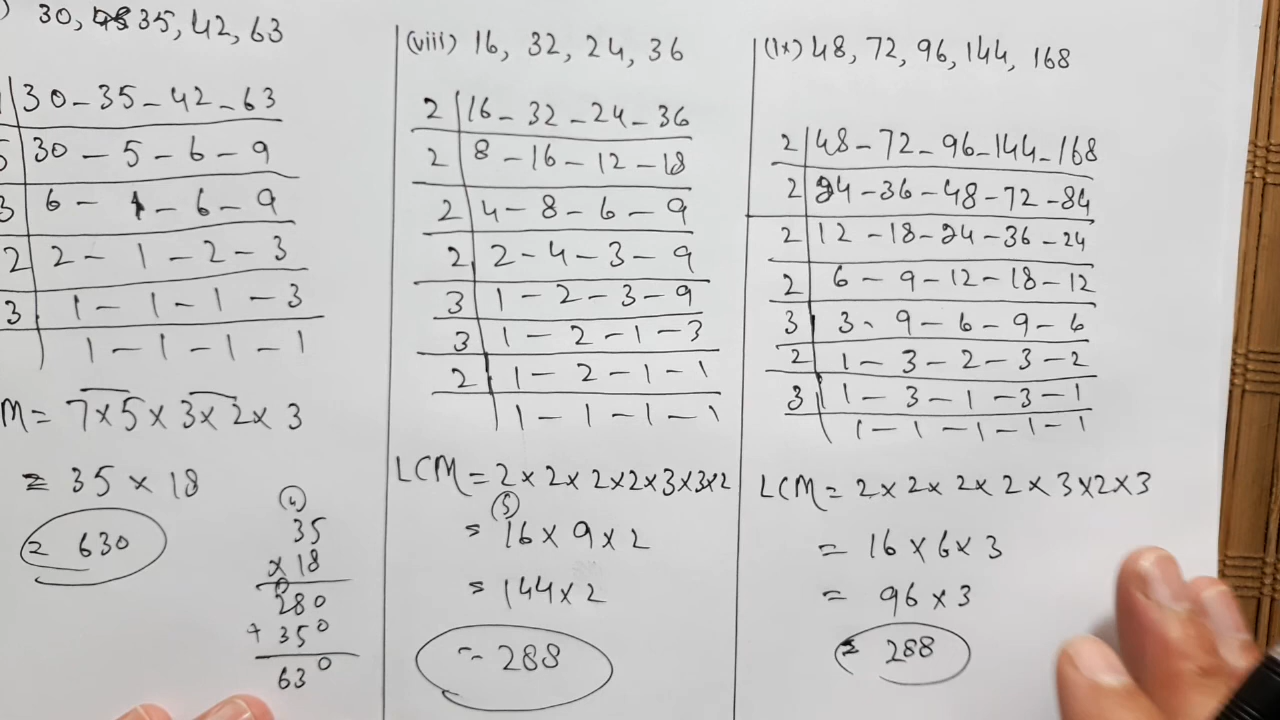 30, 35, 42, 63
30 - 35 - 42 - 63
5 30 - 5 - 6 - 9
3 6 - 1 - 6 - 9
2 2 - 1 - 2 - 3
3 1 - 1 - 1 - 3
1 - 1 - 1 - 1
M = 7 × 5 × 3 × 2 × 3
= 35 × 18
= 630
35
× 18
280
+ 350
630
(viii) 16, 32, 24, 36
2 16 - 32 - 24 - 36
2 8 - 16 - 12 - 18
2 4 - 8 - 6 - 9
2 2 - 4 - 3 - 9
3 1 - 2 - 3 - 9
3 1 - 2 - 1 - 3
2 1 - 2 - 1 - 1
1 - 1 - 1 - 1
LCM = 2 × 2 × 2 × 2 × 3 × 3 × 2
= 16 × 9 × 2
= 144 × 2
= 288
(ix) 48, 72, 96, 144, 168
2 48 - 72 - 96 - 144 - 168
2 24 - 36 - 48 - 72 - 84
2 12 - 18 - 24 - 36 - 24
2 6 - 9 - 12 - 18 - 12
3 3 - 9 - 6 - 9 - 6
2 1 - 3 - 2 - 3 - 2
3 1 - 3 - 1 - 3 - 1
1 - 1 - 1 - 1 - 1
LCM = 2 × 2 × 2 × 2 × 3 × 2 × 3
= 16 × 6 × 3
= 96 × 3
= 288